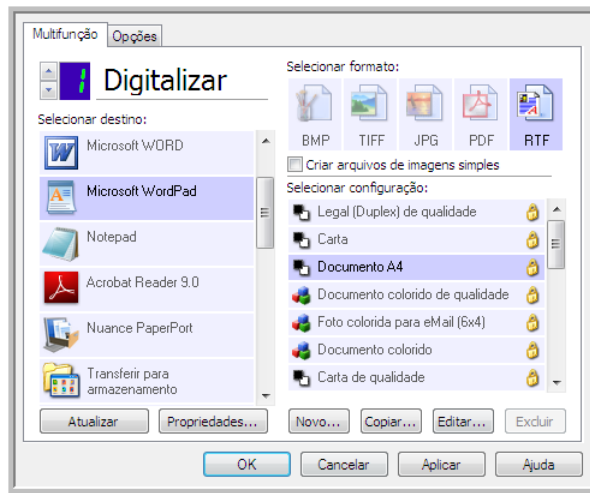 Multifunção
Opções
1
Digitalizar
Selecionar destino:
Microsoft WORD
Microsoft WordPad
Notepad
Acrobat Reader 9.0
Nuance PaperPort
Transferir para
armazenamento
Atualizar
Propriedades...
Selecionar formato:
BMP
TIFF
JPG
PDF
RTF
Criar arquivos de imagens simples
Selecionar configuração:
Legal (Duplex) de qualidade
Carta
Documento A4
Documento colorido de qualidade
Foto colorida para eMail (6x4)
Documento colorido
Carta de qualidade
Novo...
Copiar...
Editar...
Excluir
OK
Cancelar
Aplicar
Ajuda